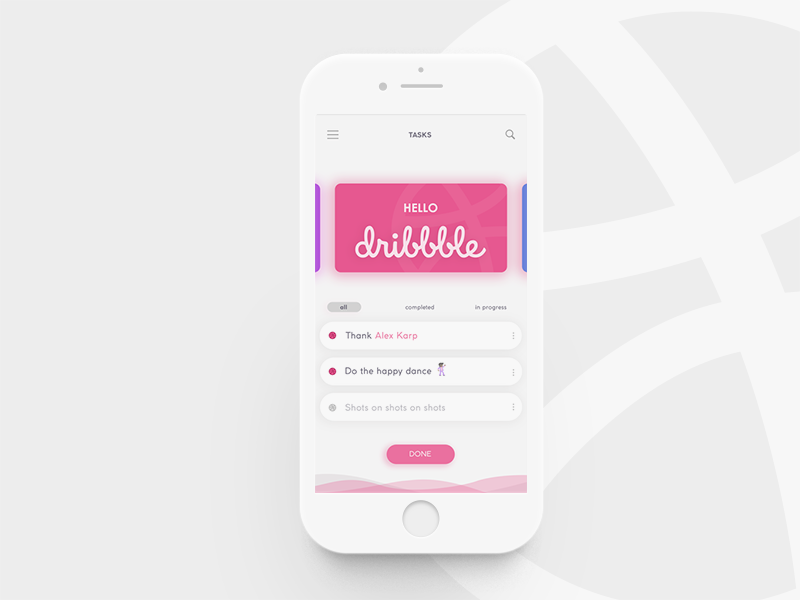 TASKS
HELLO
dribbble
all completed in progress
Thank Alex Karp
Do the happy dance
Shots on shots on shots
DONE